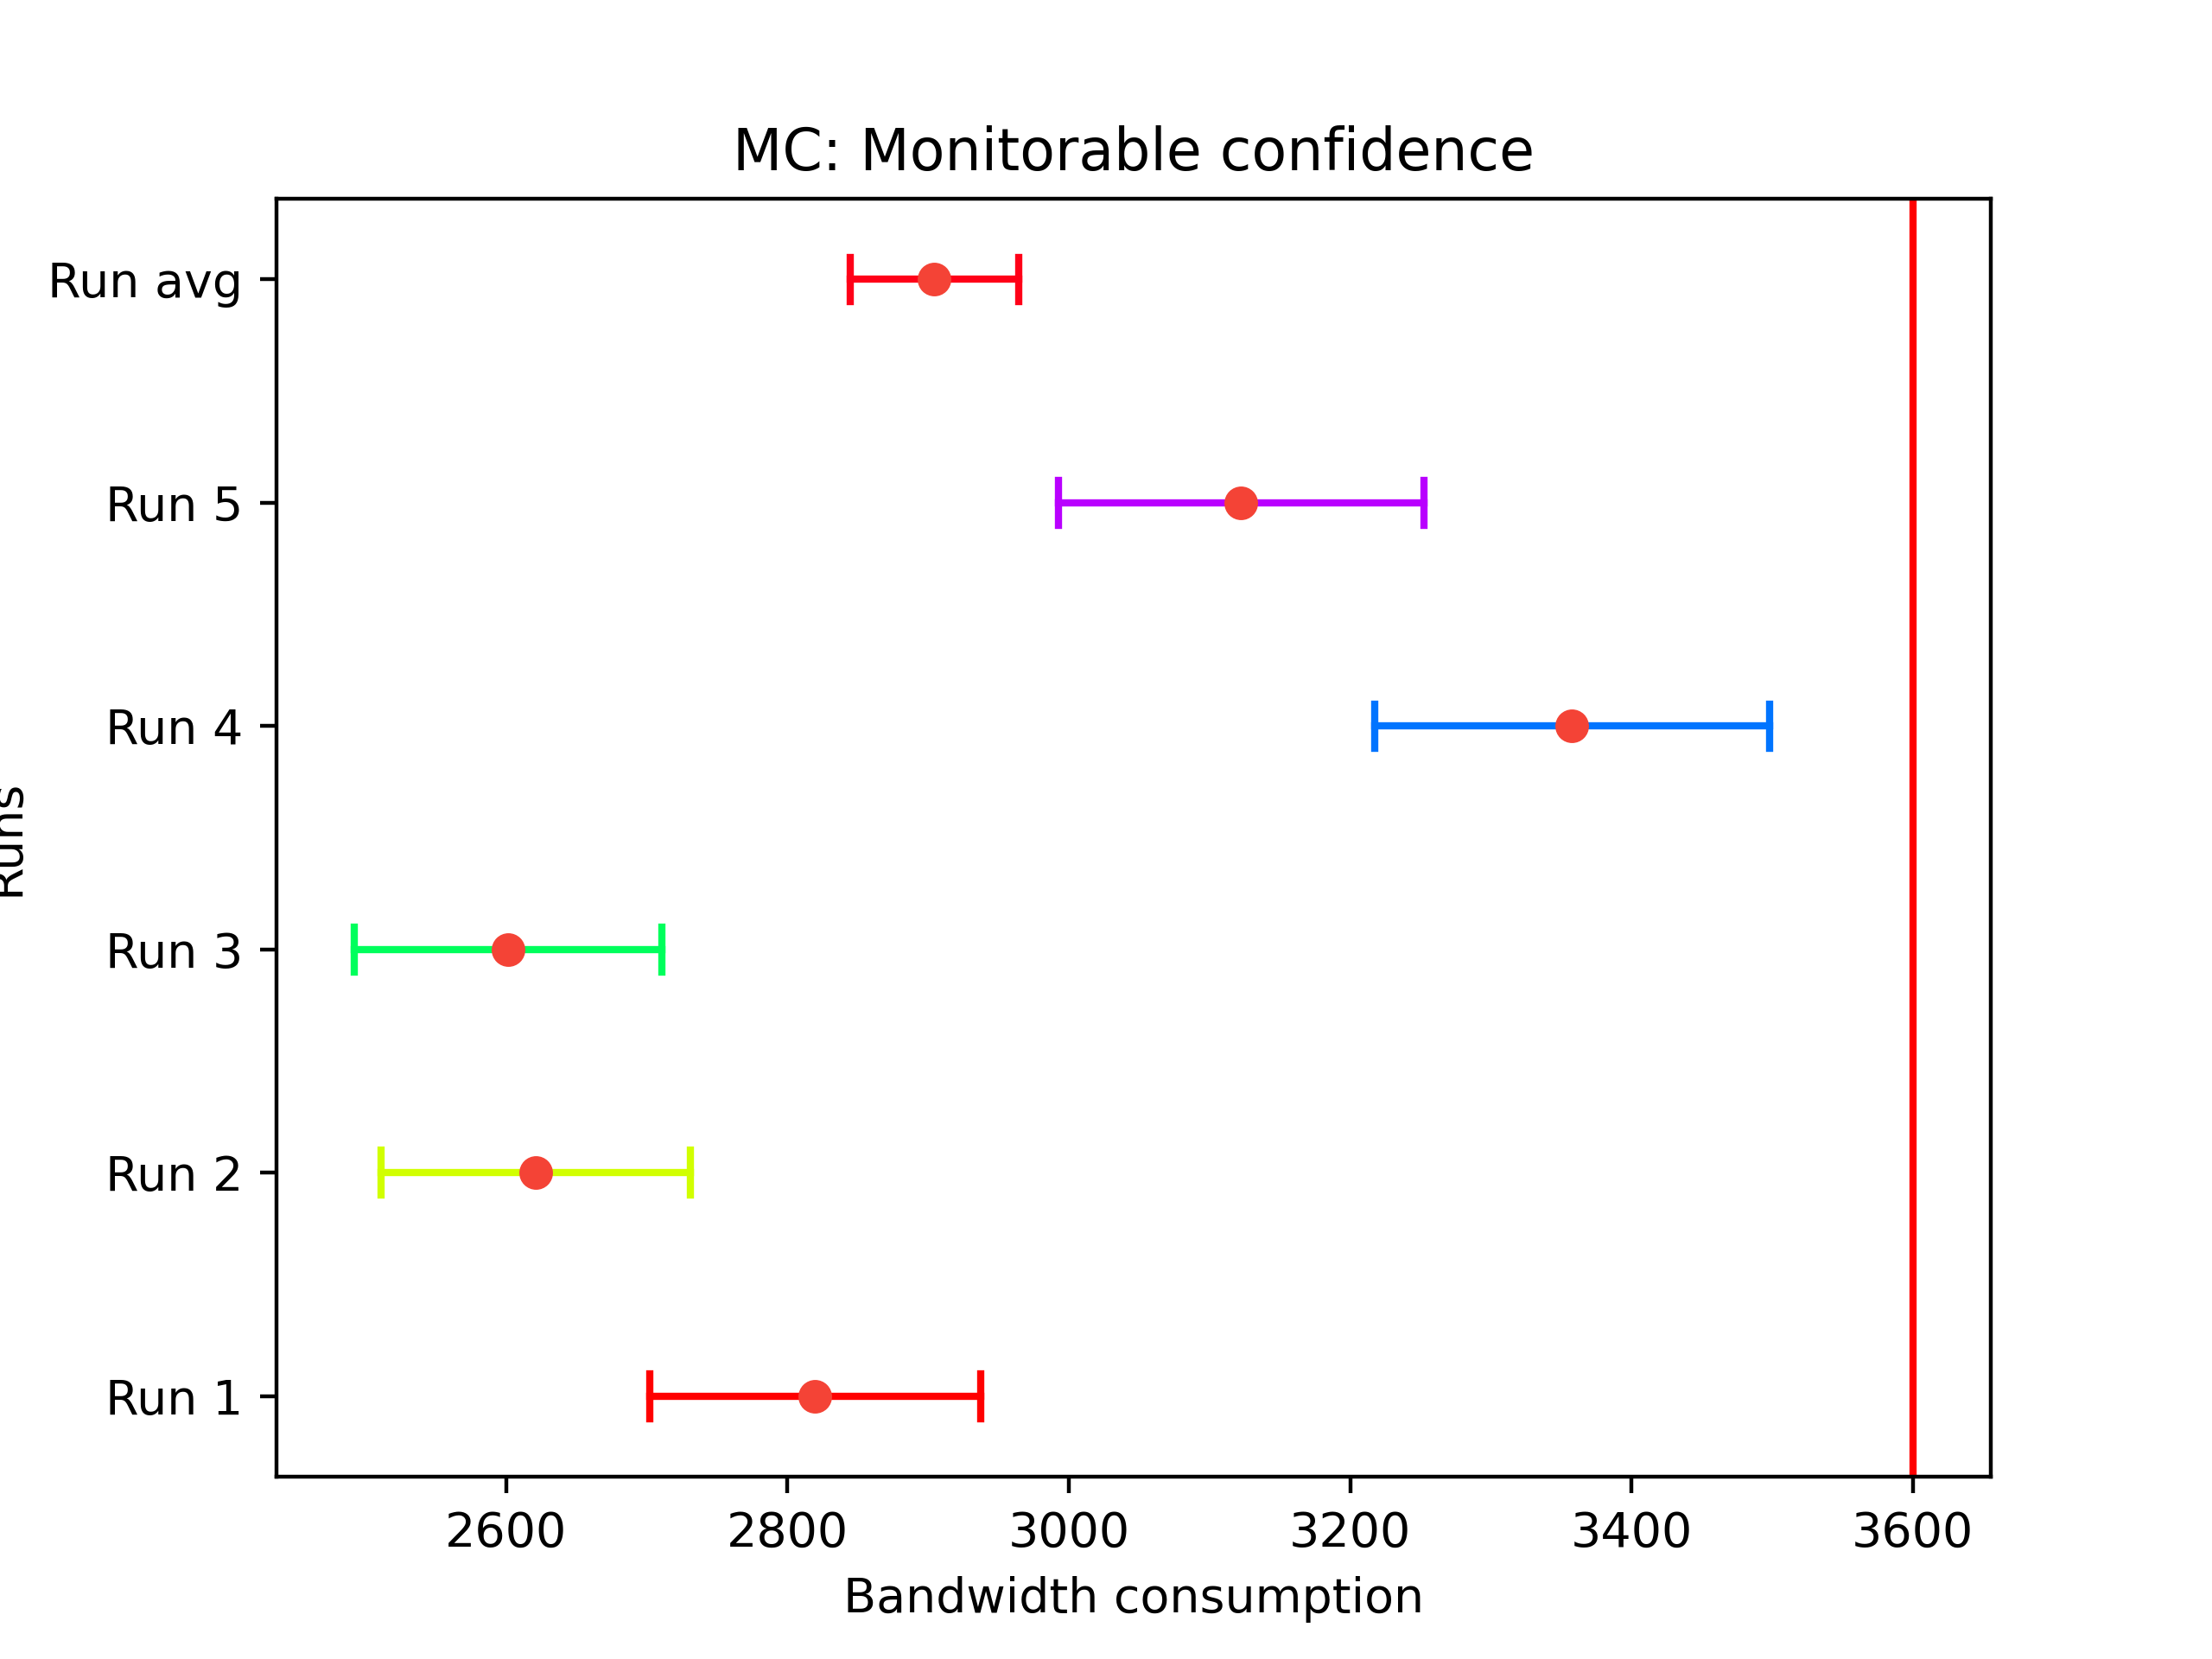 MC: Monitorable confidence
Run avg
Run 5
Run 4
Runs
Run 3
Run 2
Run 1
2600 2800 3000 3200 3400 3600
Bandwidth consumption